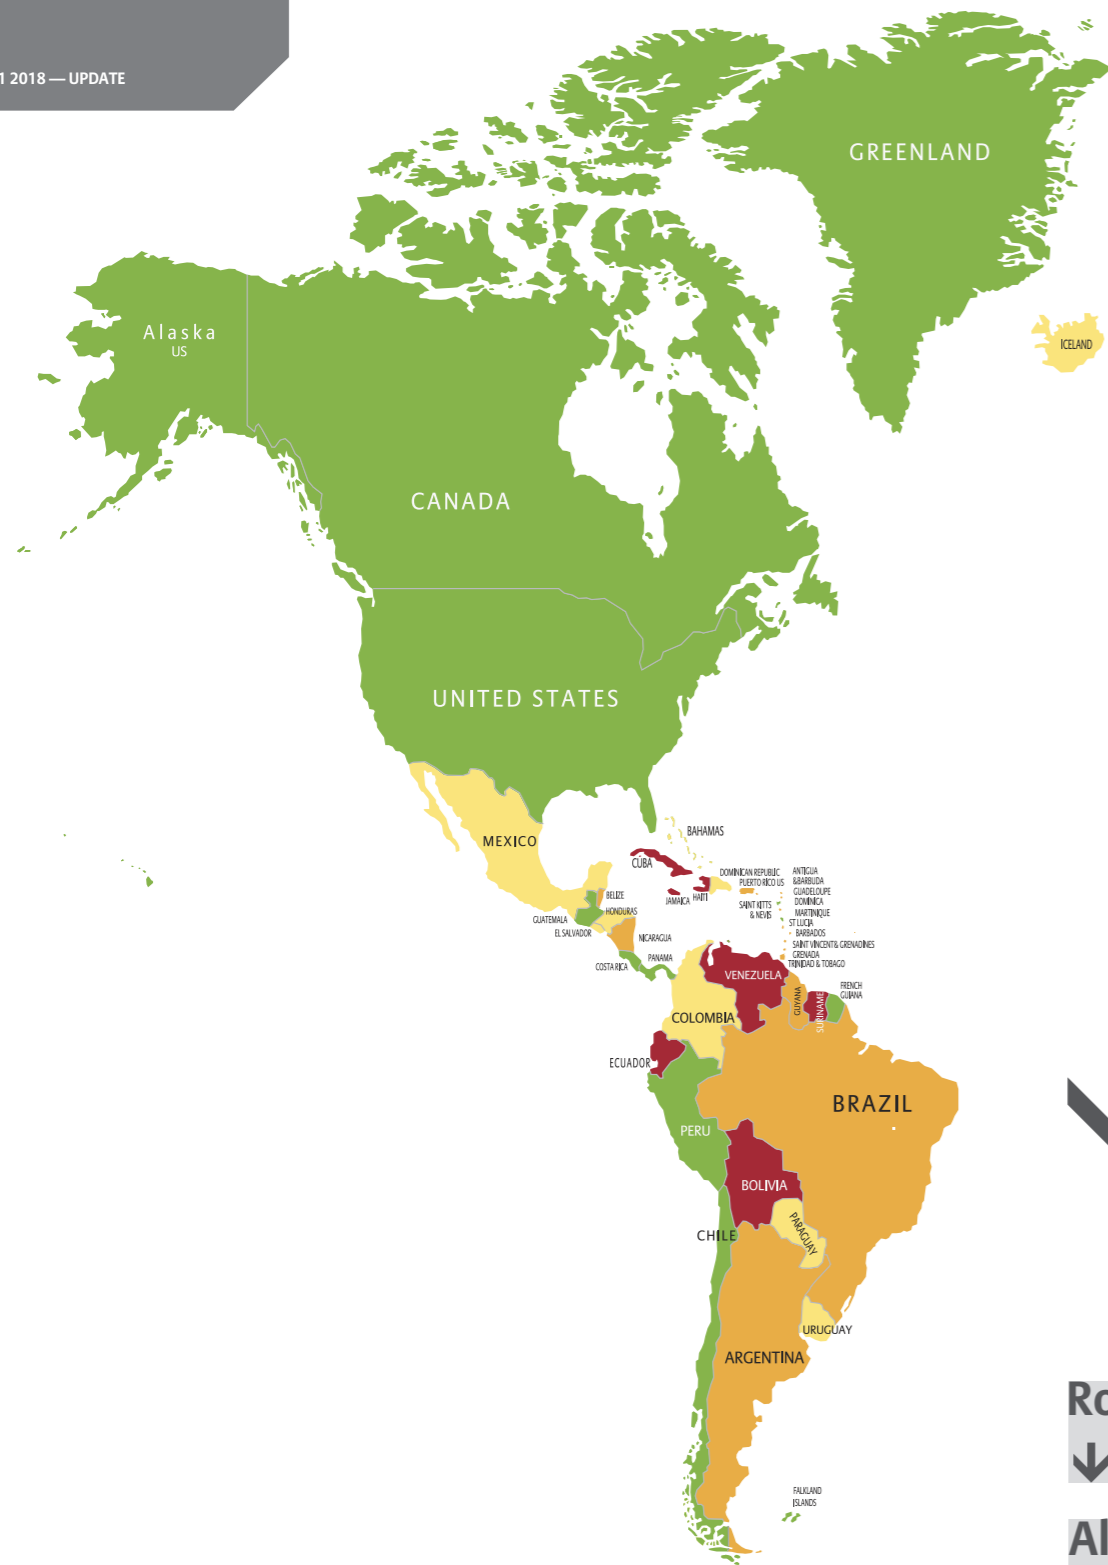 1 2018 — UPDATE
GREENLAND
ICELAND
Alaska
US
CANADA
UNITED STATES
MEXICO
BAHAMAS
CUBA
DOMINICAN REPUBLIC
PUERTO RICO US
JAMAICA
HAITI
ANTIGUA
&BARBUDA
GUADELOUPE
DOMINICA
MARTINIQUE
SAINT KITTS
& NEVIS
ST LUCIA
BARBADOS
SAINT VINCENT& GRENADINES
GRENADA
TRINIDAD & TOBAGO
BELIZE
HONDURAS
GUATEMALA
EL SALVADOR
NICARAGUA
COSTA RICA
PANAMA
VENEZUELA
GUYANA
SURINAME
FRENCH
GUIANA
COLOMBIA
ECUADOR
BRAZIL
PERU
BOLIVIA
PARAGUAY
CHILE
URUGUAY
ARGENTINA
FALKLAND
ISLANDS
Ro
Al